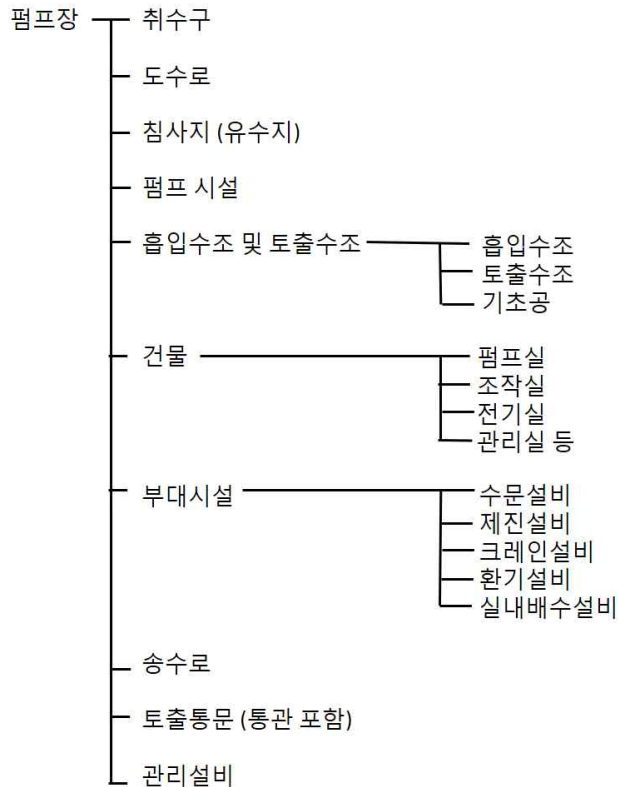 펌프장 취수구
도수로
침사지 (유수지)
펌프 시설
흡입수조 및 토출수조 흡입수조
토출수조
기초공
건물 펌프실
조작실
전기실
관리실 등
부대시설 수문설비
제진설비
크레인설비
환기설비
실내배수설비
송수로
토출통문 (통관 포함)
관리설비